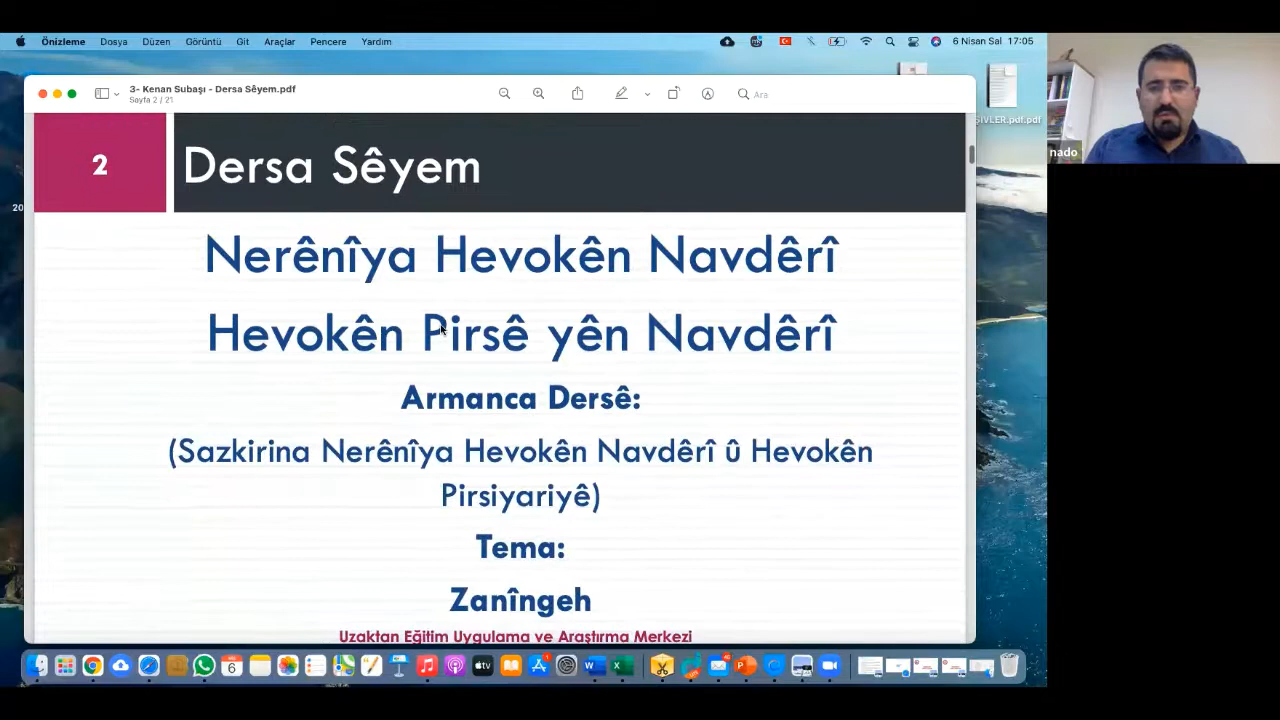 Önizleme Dosya Düzen Görüntü Git Araçlar Pencere Yardım 6 Nisan Sal 17:05
3- Kenan Subaşı - Dersa Sêyem.pdf
Sayfa 2 / 21
Ara
2 Dersa Sêyem
Nerênîya Hevokên Navdêrî
Hevokên Pirsê yên Navdêrî
Armanca Dersê:
(Sazkirina Nerênîya Hevokên Navdêrî û Hevokên
Pirsiyariyê)
Tema:
Zanîngeh
Uzaktan Eğitim Uygulama ve Araştırma Merkezi
20
nado